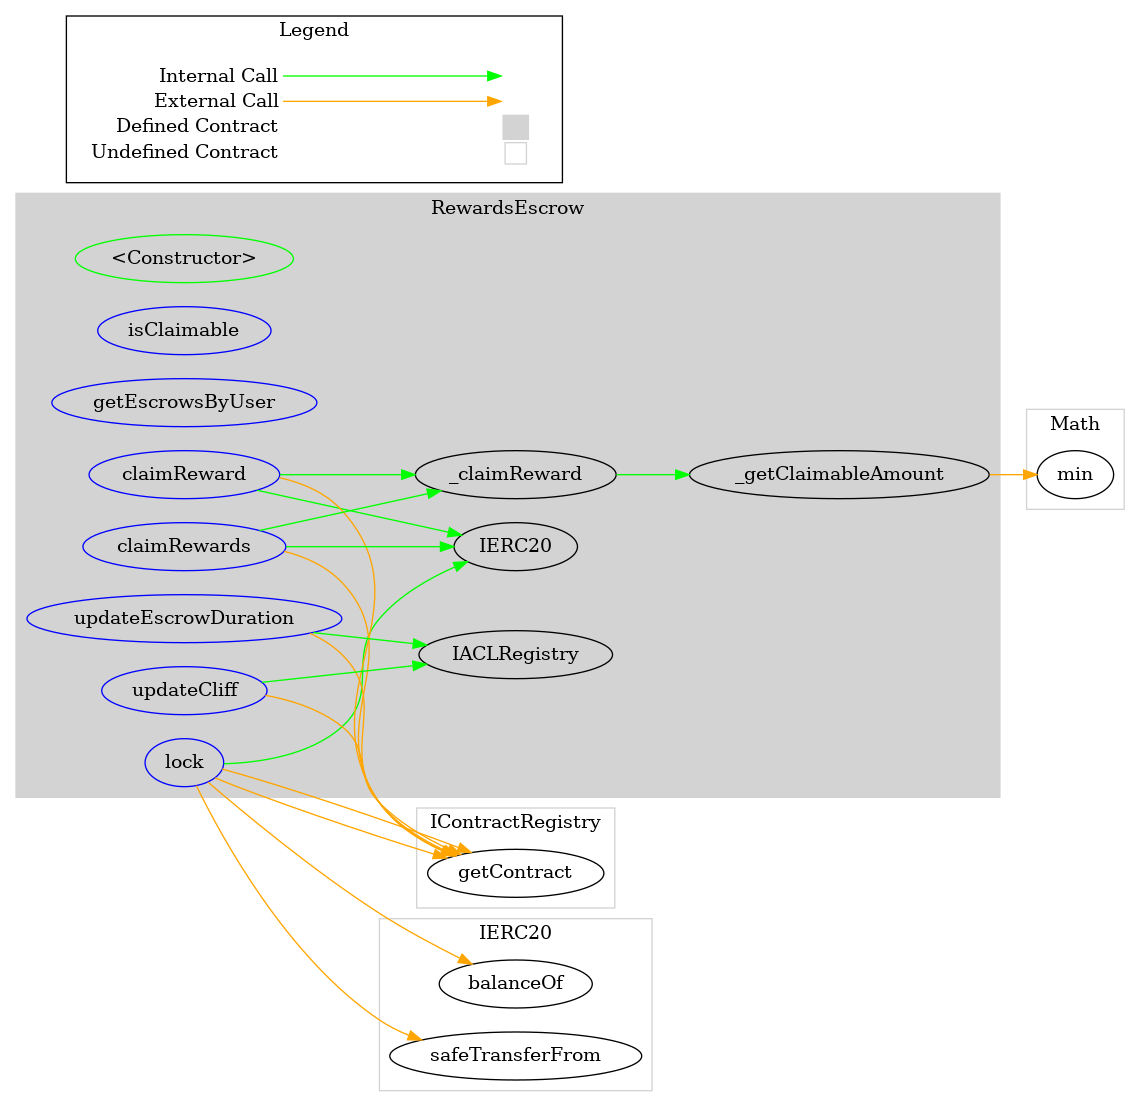 Legend
Internal Call
External Call
Defined Contract
Undefined Contract
RewardsEscrow
<Constructor>
isClaimable
getEscrowsByUser
claimReward
_claimReward
_getClaimableAmount
Math
min
claimRewards
IERC20
updateEscrowDuration
IACLRegistry
updateCliff
lock
IContractRegistry
getContract
IERC20
balanceOf
safeTransferFrom